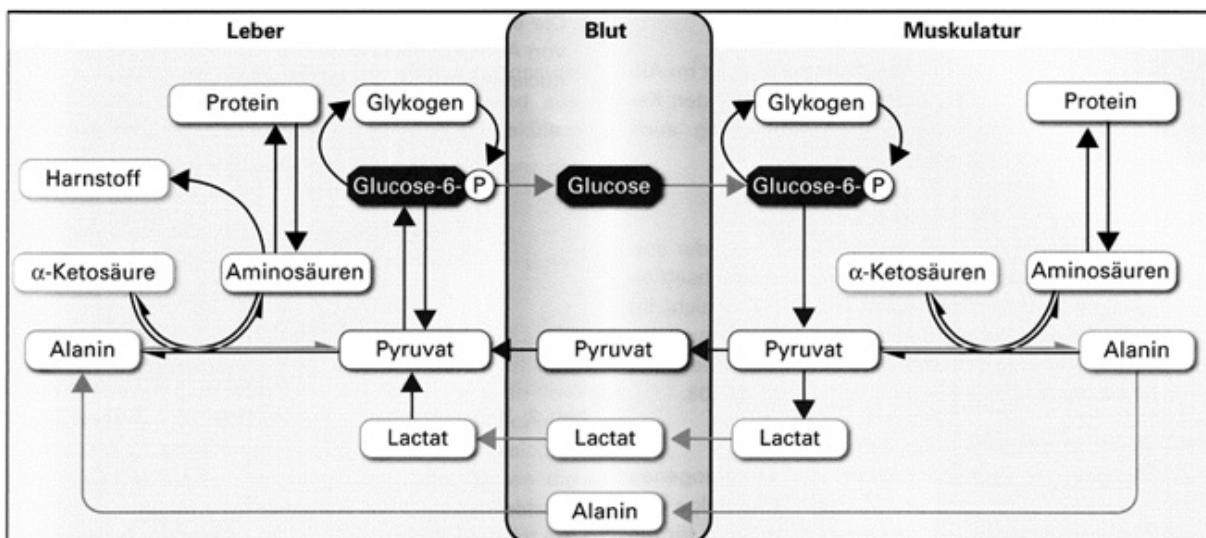 Leber
Blut
Muskulatur
Protein
Glykogen
Glykogen
Protein
Harnstoff
Glucose-6-P
Glucose
Glucose-6-P
α-Ketosäure
Aminosäuren
α-Ketosäuren
Aminosäuren
Alanin
Pyruvat
Pyruvat
Pyruvat
Alanin
Lactat
Lactat
Lactat
Alanin